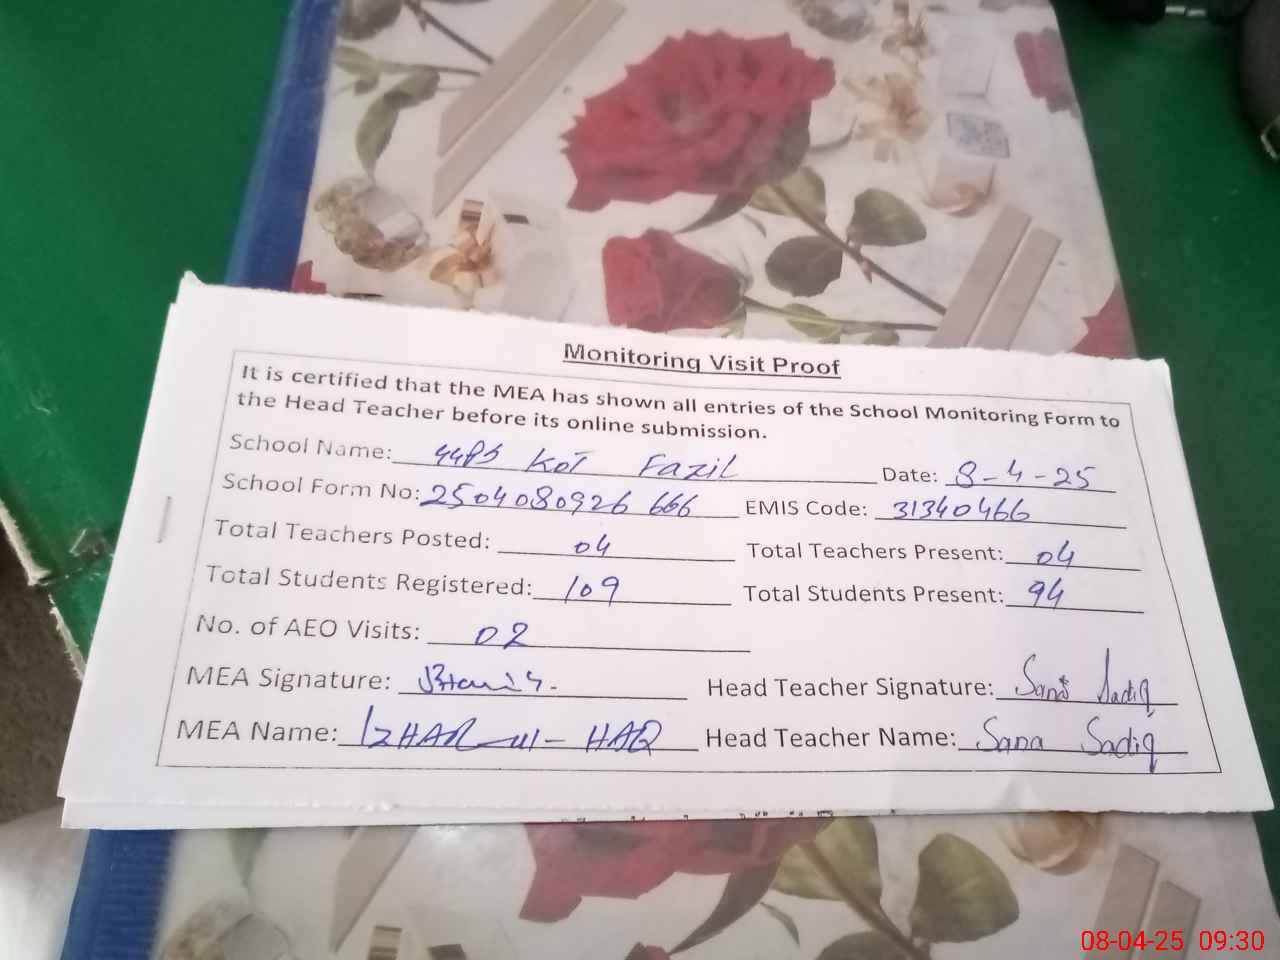 Monitoring Visit Proof
It is certified that the MEA has shown all entries of the School Monitoring Form to
the Head Teacher before its online submission.
School Name: GGPS Kot Fazil Date: 8-4-25
School Form No: 2504080926 666 EMIS Code: 31340466
Total Teachers Posted: 04 Total Teachers Present: 04
Total Students Registered: 109 Total Students Present: 94
No. of AEO Visits: 02
MEA Signature: Head Teacher Signature: Sana Sadiq
MEA Name: IZHAR-ul-HAQ Head Teacher Name: Sana Sadiq
08-04-25 09:30